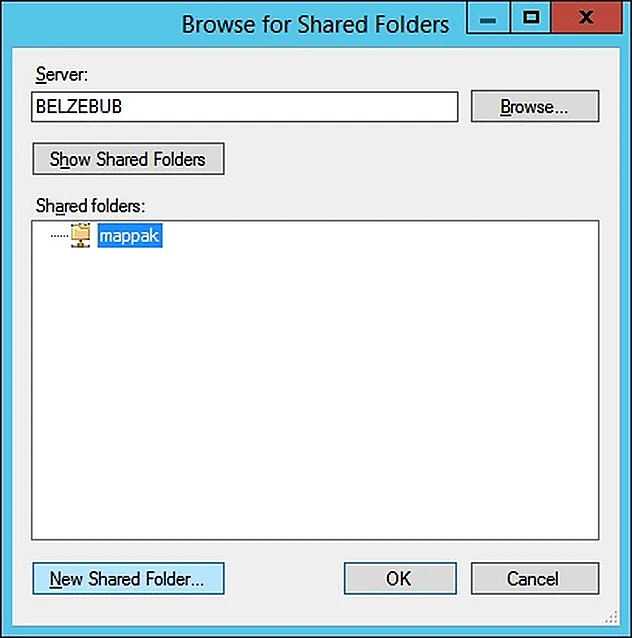 Browse for Shared Folders
Server:
BELZEBUB
Browse...
Show Shared Folders
Shared folders:
mappak
New Shared Folder...
OK
Cancel